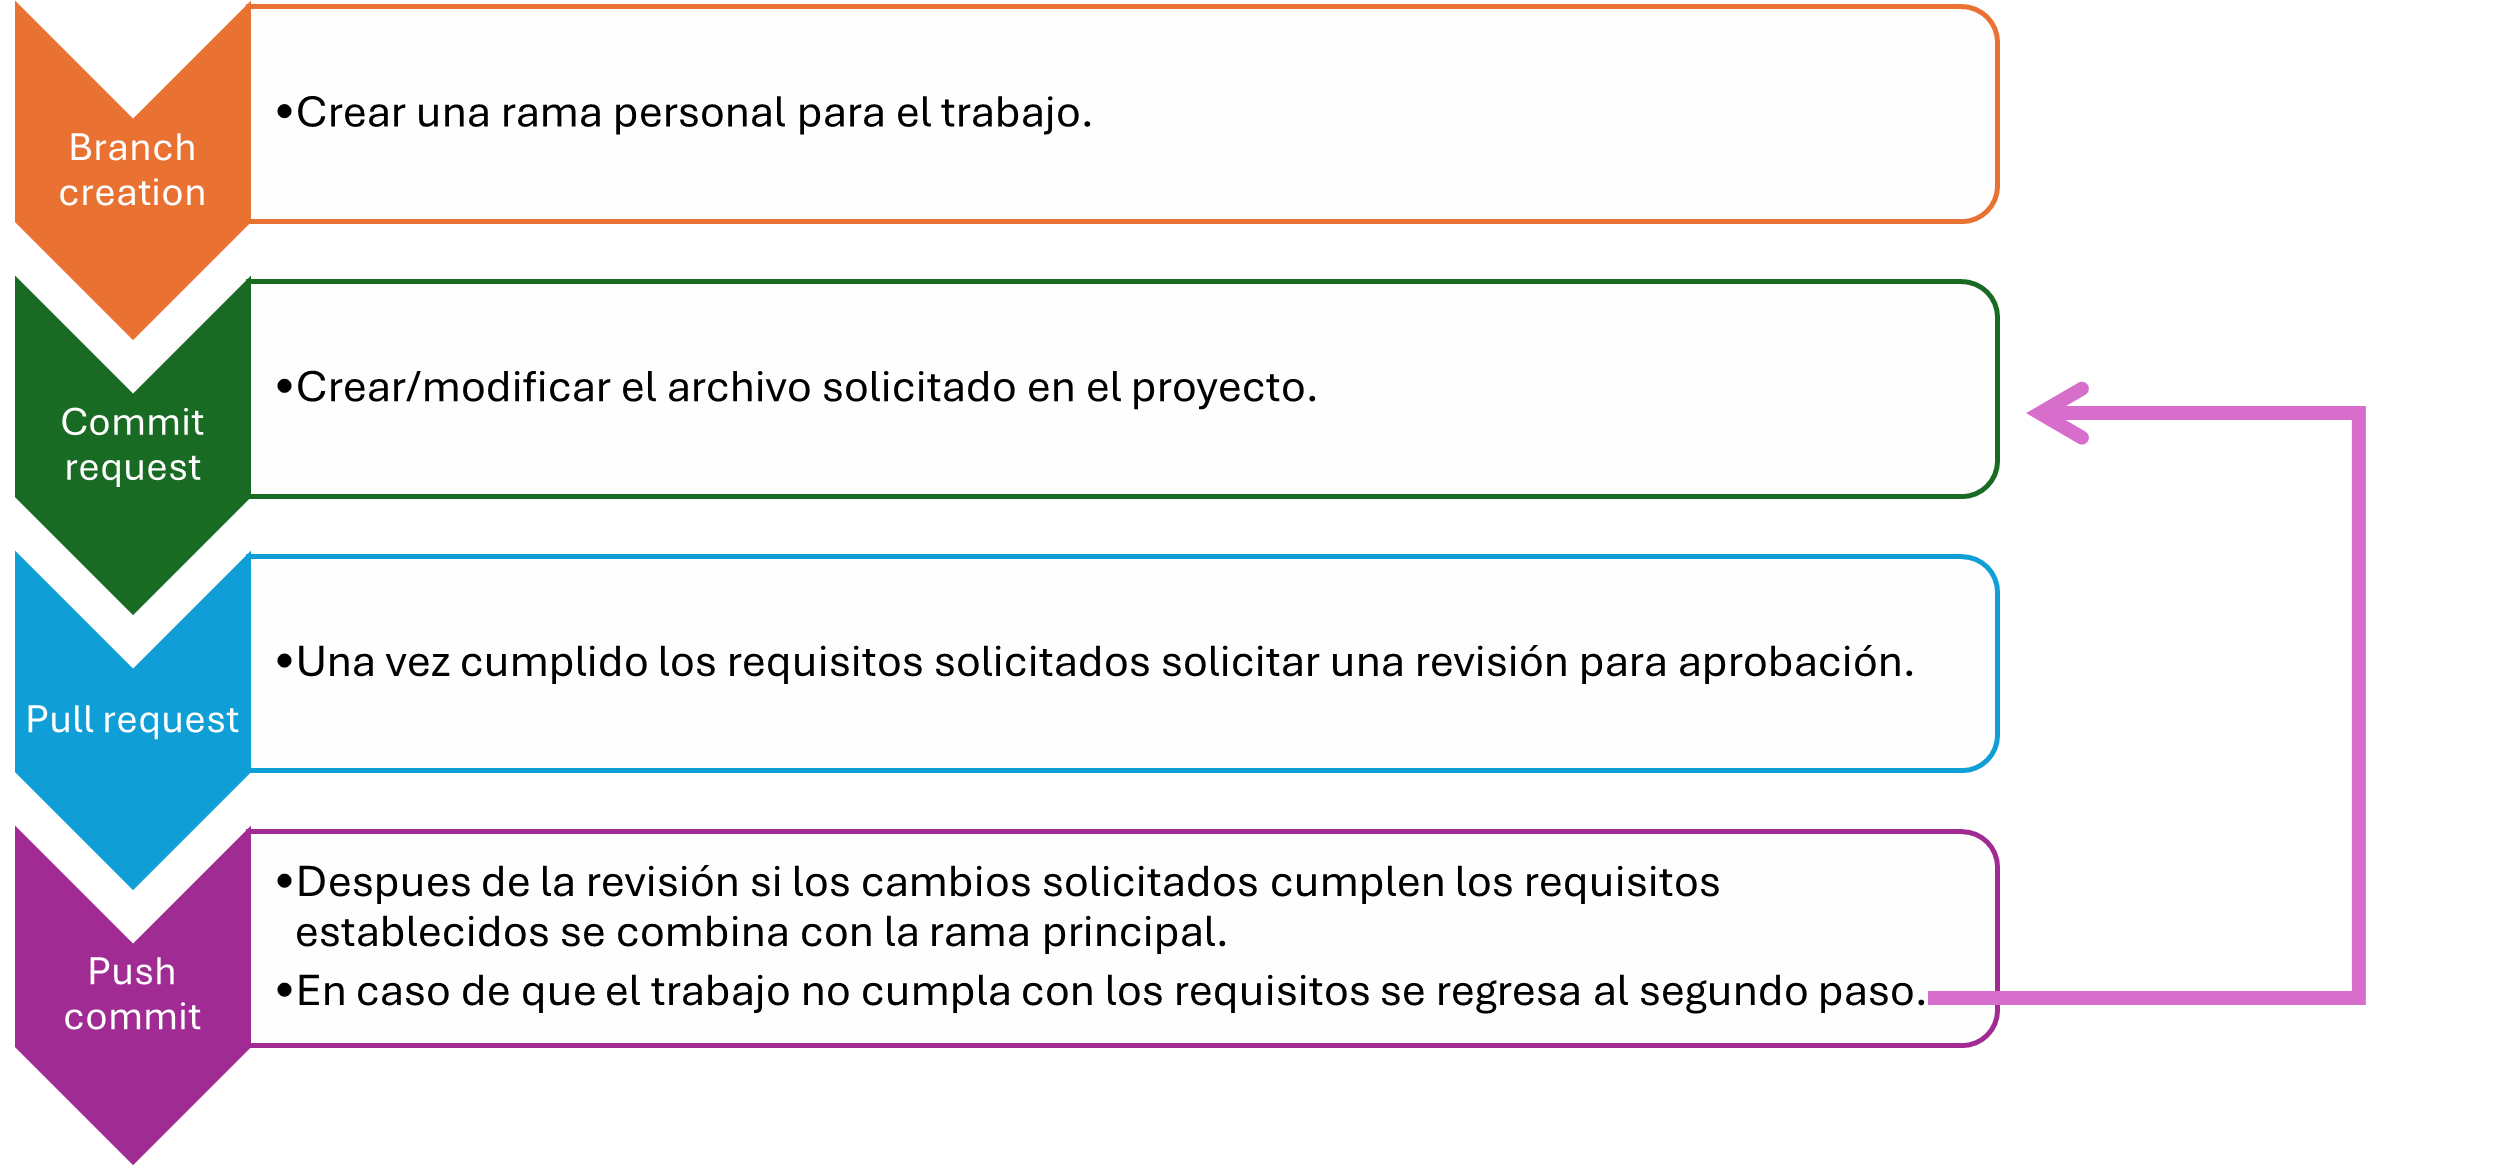 Branch
creation
•Crear una rama personal para el trabajo.
Commit
request
•Crear/modificar el archivo solicitado en el proyecto.
Pull request
•Una vez cumplido los requisitos solicitados solicitar una revisión para aprobación.
Push
commit
•Despues de la revisión si los cambios solicitados cumplen los requisitos
establecidos se combina con la rama principal.
•En caso de que el trabajo no cumpla con los requisitos se regresa al segundo paso.